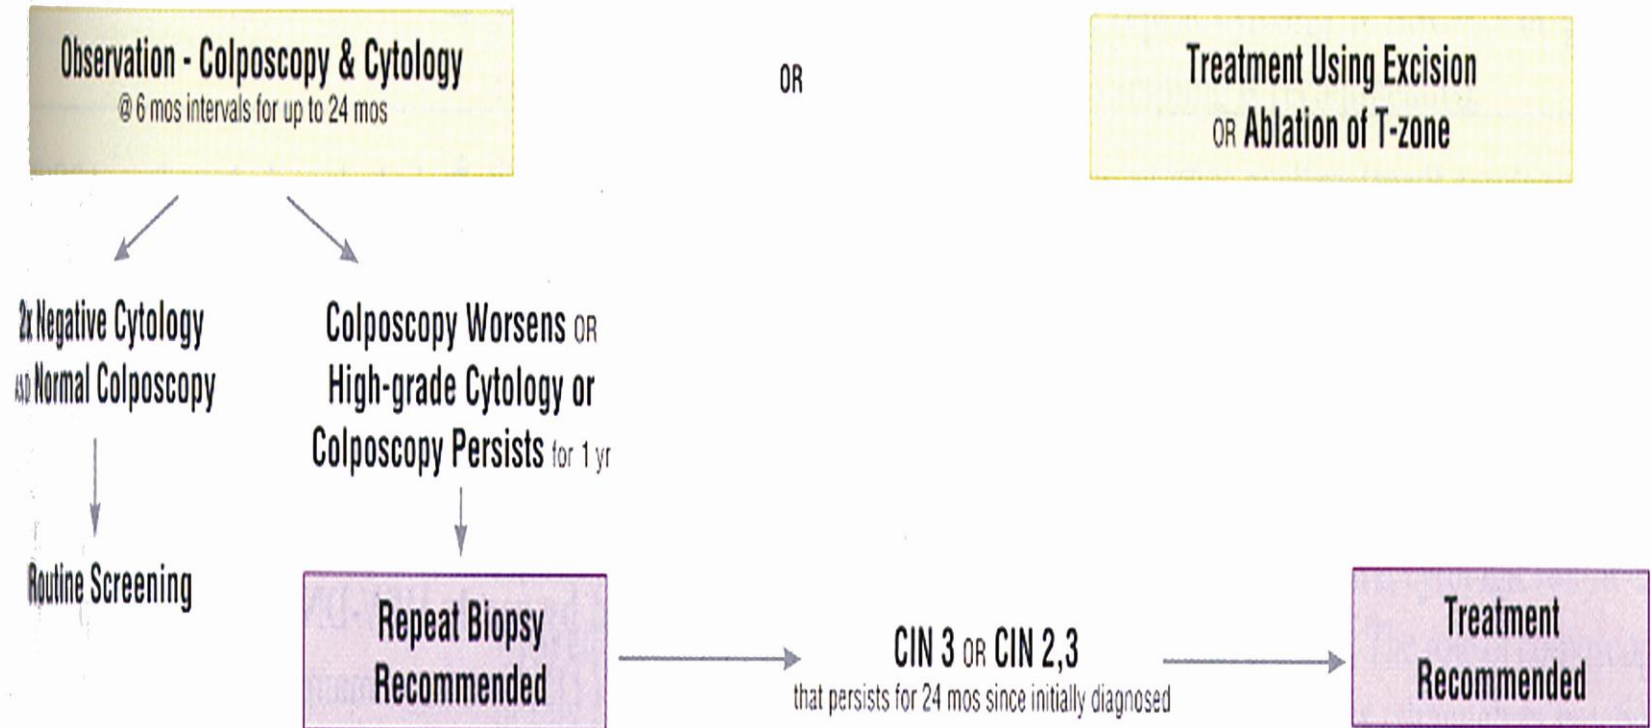 Observation - Colposcopy & Cytology
@ 6 mos intervals for up to 24 mos
OR
Treatment Using Excision
OR Ablation of T-zone
2x Negative Cytology
AND Normal Colposcopy
Colposcopy Worsens OR
High-grade Cytology or
Colposcopy Persists for 1 yr
Routine Screening
Repeat Biopsy
Recommended
CIN 3 OR CIN 2,3
that persists for 24 mos since initially diagnosed
Treatment
Recommended